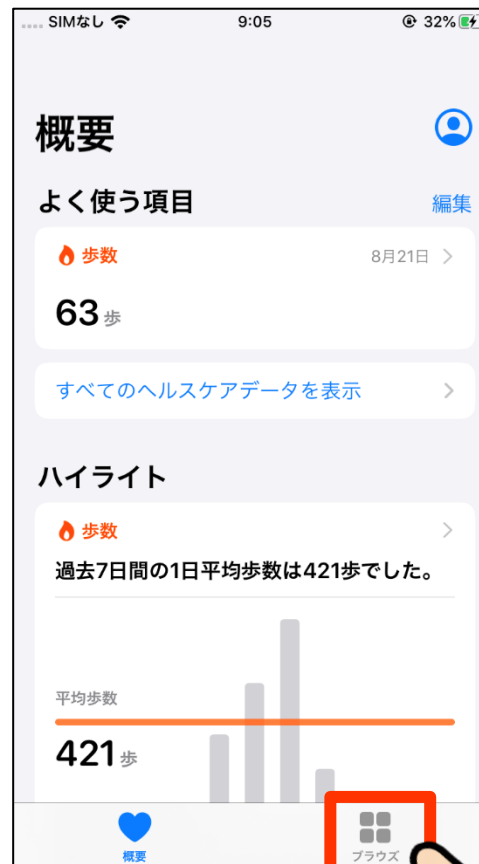 SIMなし 9:05 32%
概要
よく使う項目 編集
歩数 8月21日
63歩
すべてのヘルスケアデータを表示
ハイライト
歩数
過去7日間の1日平均歩数は421歩でした。
平均歩数
421歩
概要 ブラウズ